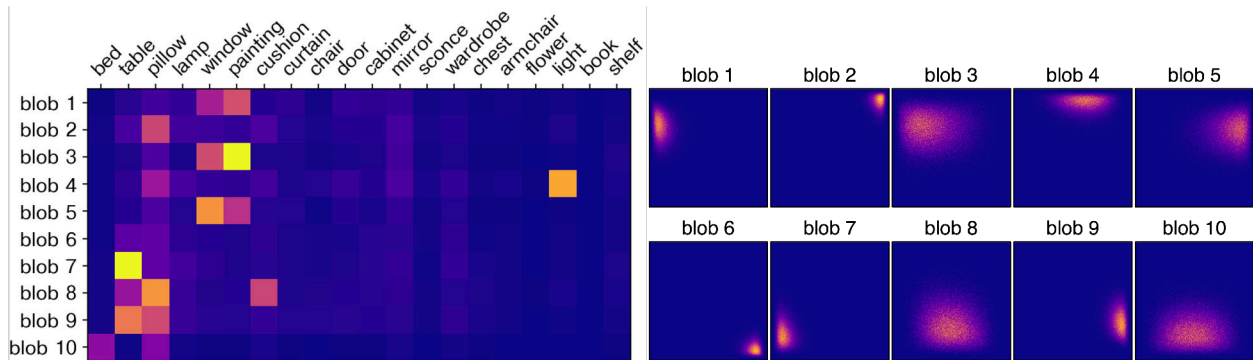 bed table pillow lamp window painting cushion curtain chair door cabinet mirror sconce wardrobe chest armchair flower light book shelf
blob 1
blob 2
blob 3
blob 4
blob 5
blob 6
blob 7
blob 8
blob 9
blob 10
blob 1 blob 2 blob 3 blob 4 blob 5
blob 6 blob 7 blob 8 blob 9 blob 10